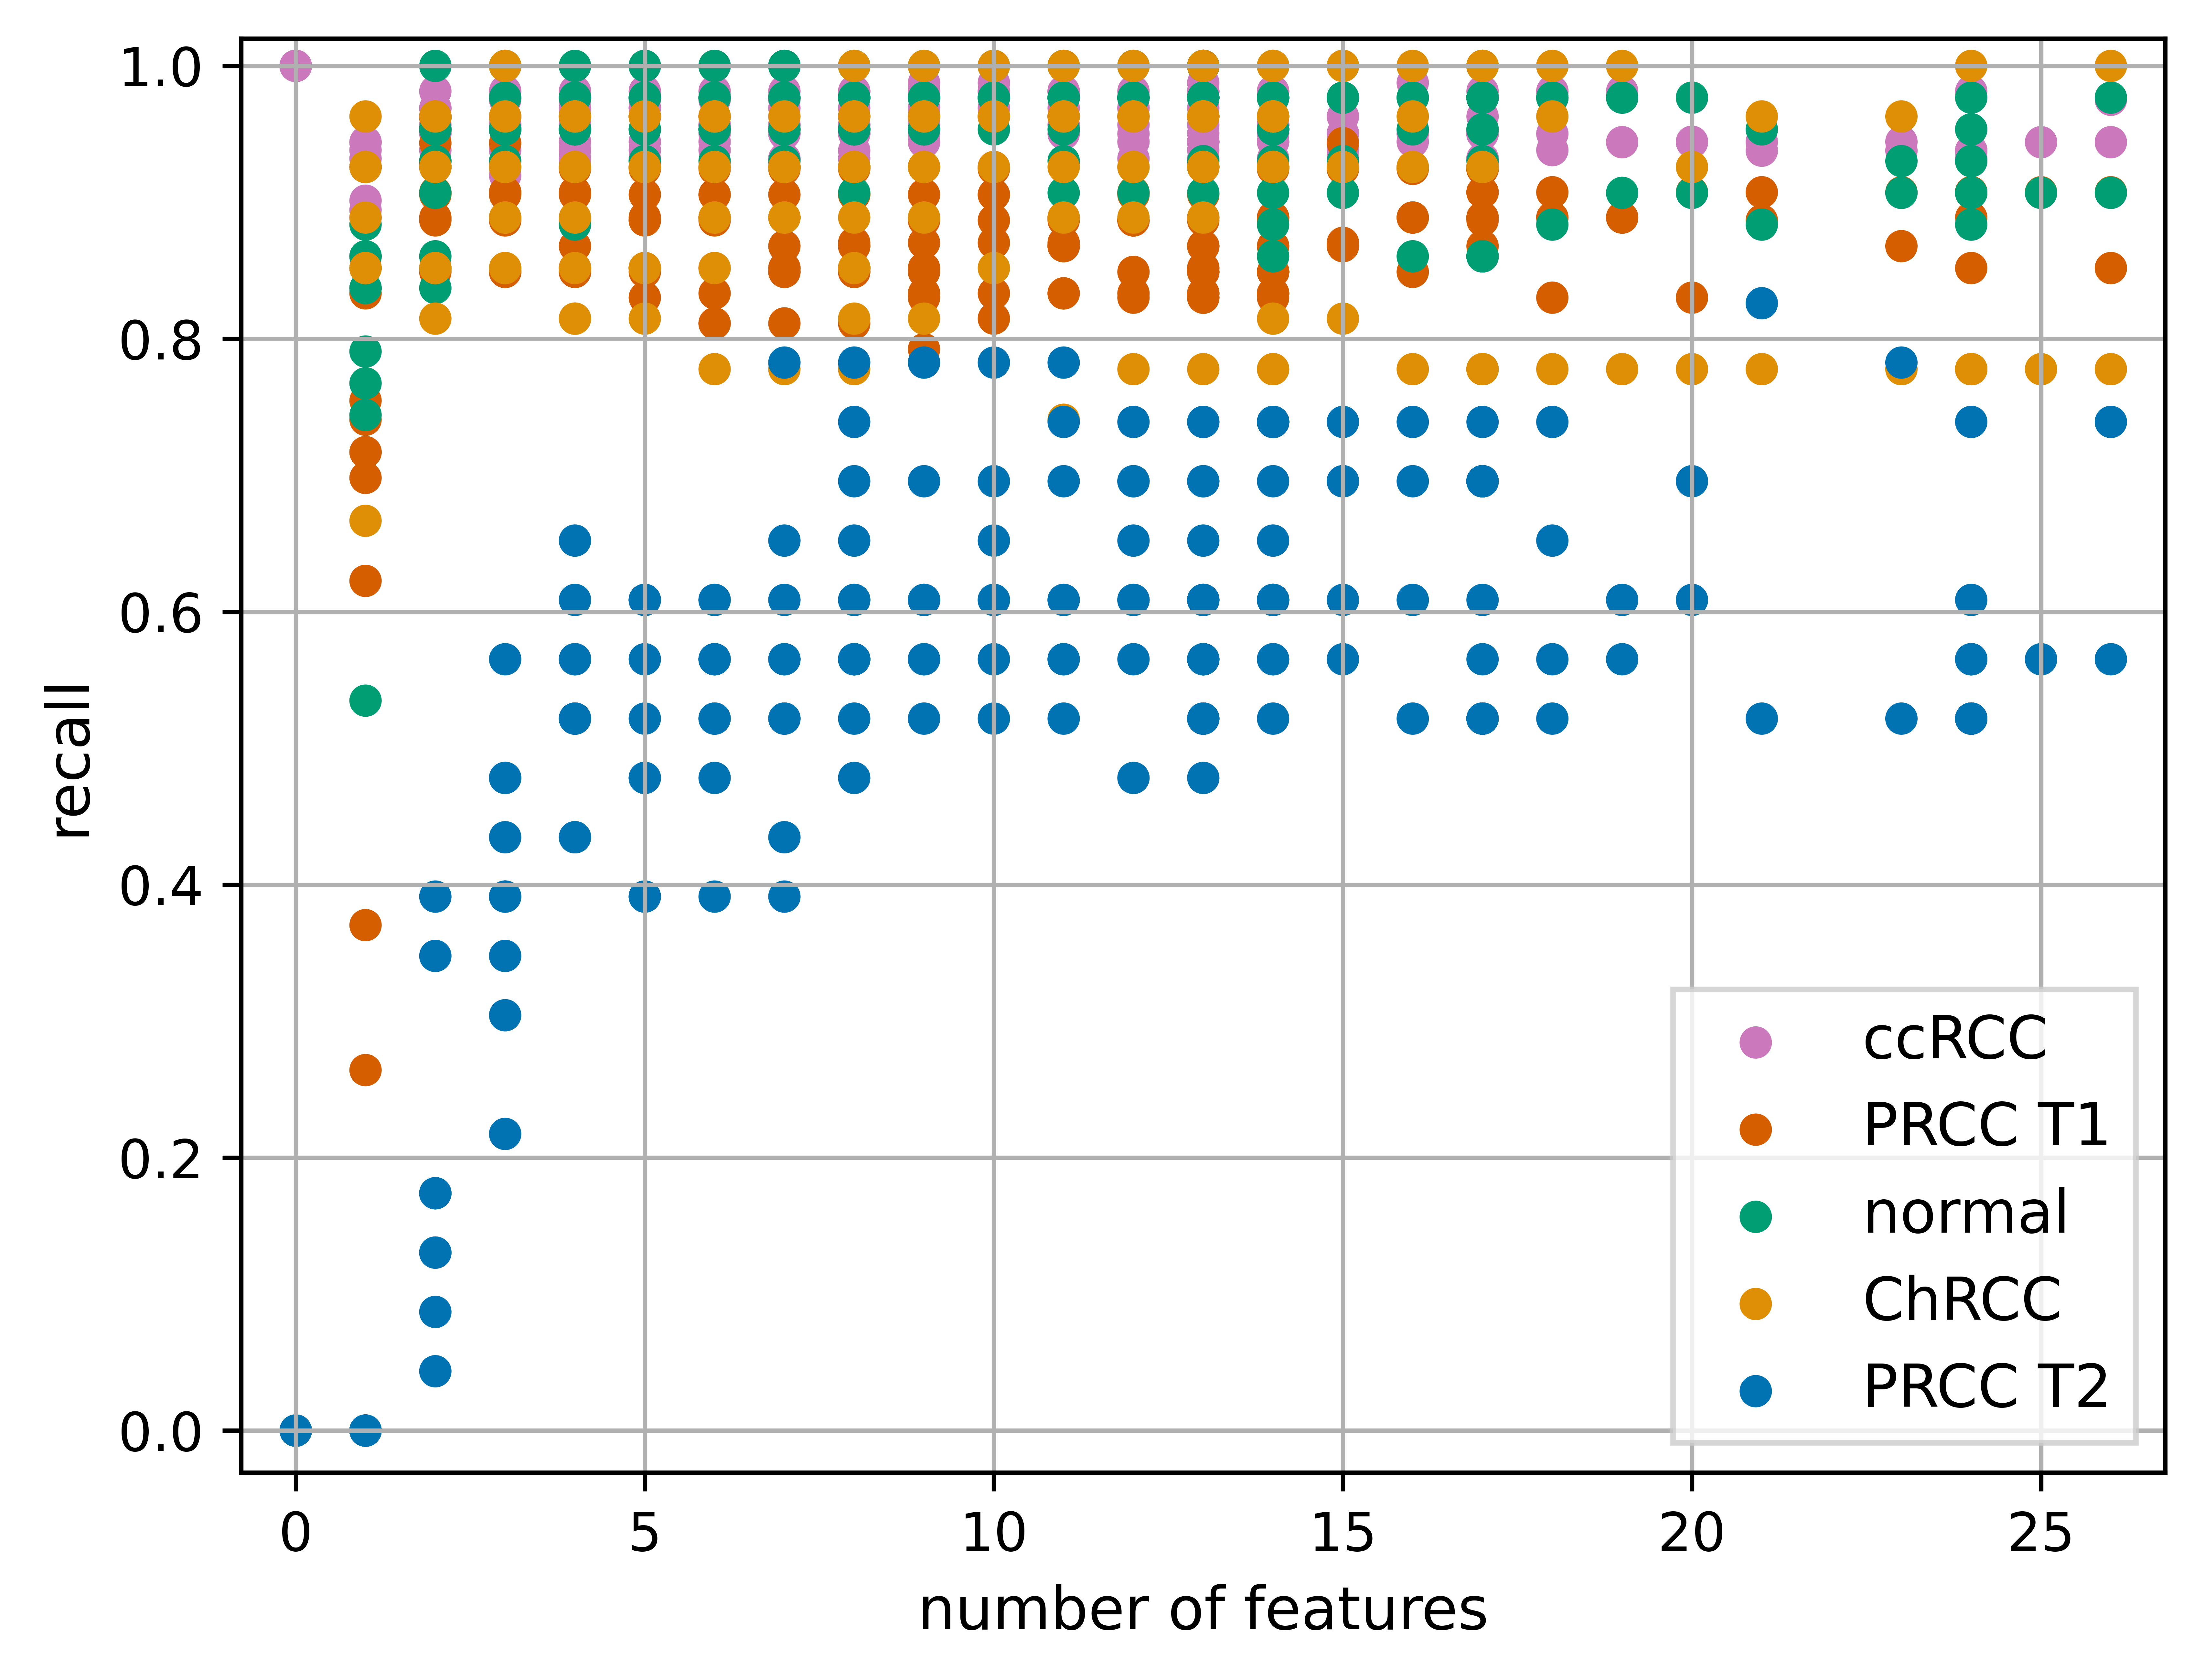 1.0
0.8
0.6
0.4
0.2
0.0
recall
0 5 10 15 20 25
number of features
ccRCC
PRCC T1
normal
ChRCC
PRCC T2